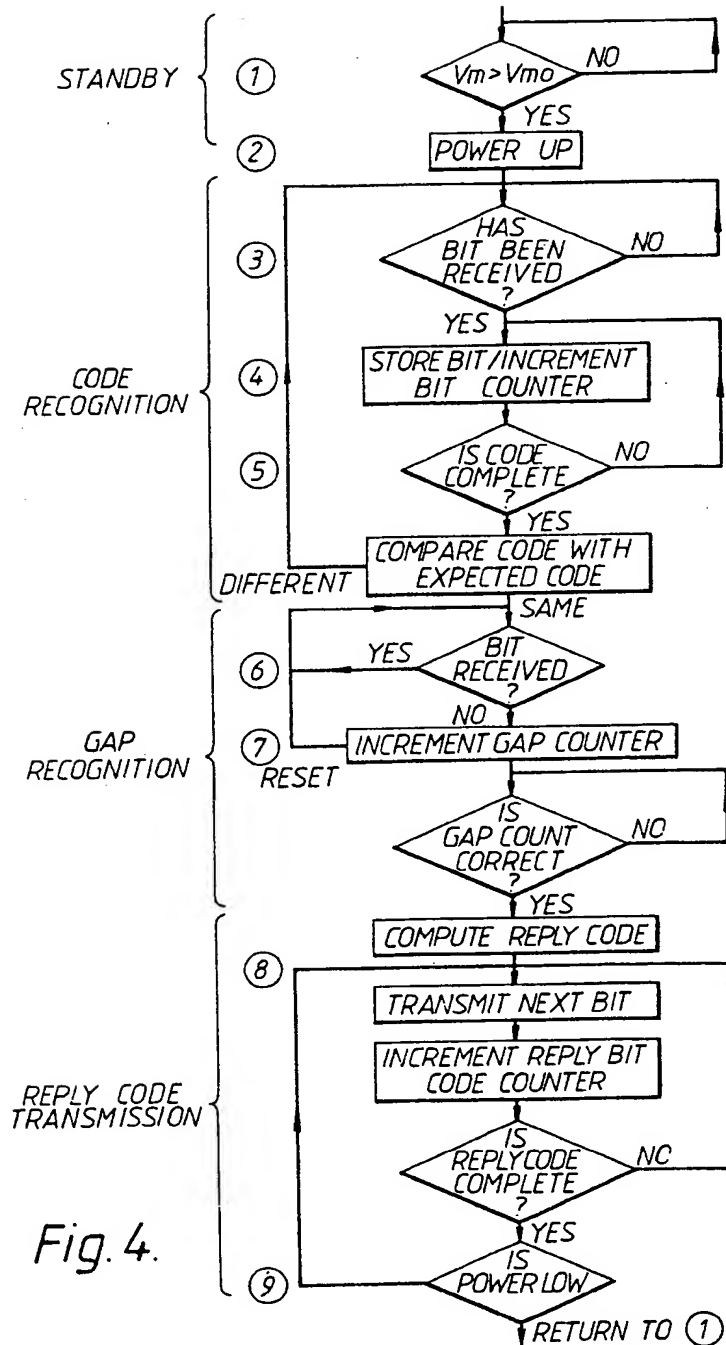 STANDBY
①
Vm>Vmo
NO
YES
②
POWER UP
CODE
RECOGNITION
③
HAS
BIT BEEN
RECEIVED
?
NO
YES
④
STORE BIT/INCREMENT
BIT COUNTER
⑤
IS CODE
COMPLETE
?
NO
YES
COMPARE CODE WITH
EXPECTED CODE
DIFFERENT
SAME
GAP
RECOGNITION
⑥
YES
BIT
RECEIVED
?
NO
⑦
INCREMENT GAP COUNTER
RESET
IS
GAP COUNT
CORRECT
?
NO
YES
COMPUTE REPLY CODE
REPLY CODE
TRANSMISSION
⑧
TRANSMIT NEXT BIT
INCREMENT REPLY BIT
CODE COUNTER
IS
REPLY CODE
COMPLETE
?
NO
YES
⑨
IS
POWER LOW
RETURN TO ①
Fig. 4.